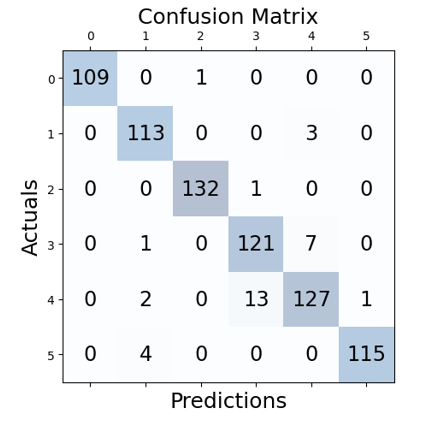 Confusion Matrix
0 1 2 3 4 5
0 109 0 1 0 0 0
1 0 113 0 0 3 0
2 0 0 132 1 0 0
3 0 1 0 121 7 0
4 0 2 0 13 127 1
5 0 4 0 0 0 115
Actuals
Predictions